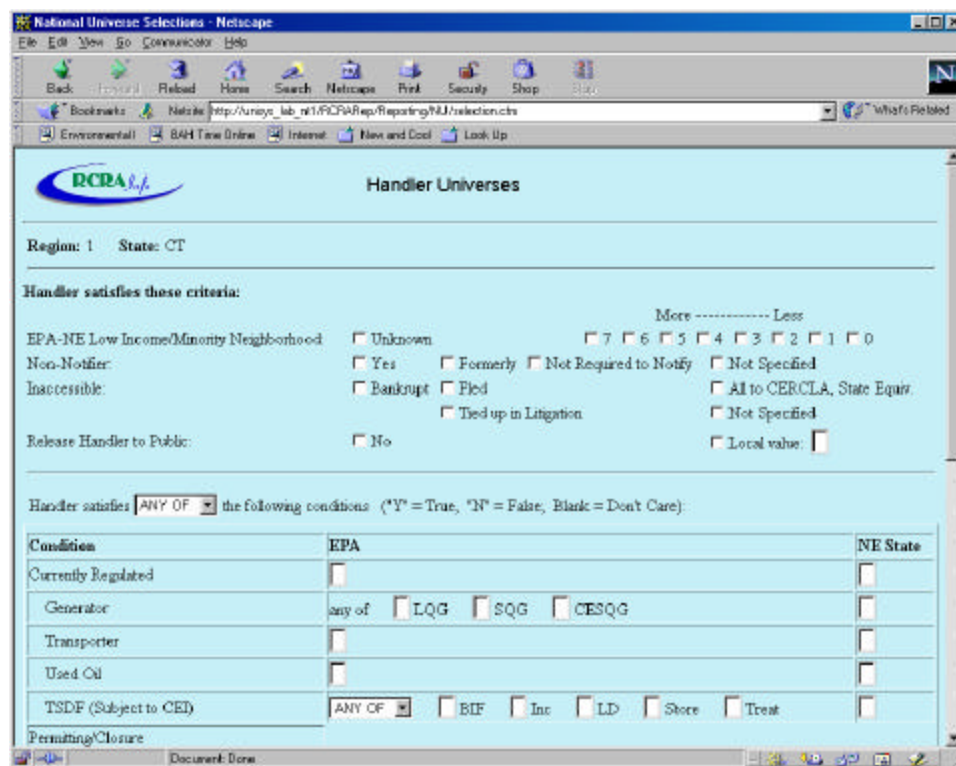 National Universe Selections - Netscape
File Edit View Go Communicator Help
Back Forward Reload Home Search Netscape Print Security Shop Stop
Bookmarks Netsite: http://unisys_lab_nt1/RCRARep/Reporting/NU/selection.cfm What's Related
Environmental BAH Time Online Internet New and Cool Look Up
RCRA Info
Handler Universes
Region: 1 State: CT
Handler satisfies these criteria:
More ------------ Less
EPA-NE Low Income/Minority Neighborhood Unknown 7 6 5 4 3 2 1 0
Non-Notifier: Yes Formerly Not Required to Notify Not Specified
Inaccessible: Bankrupt Fled All to CERCLA, State Equiv.
Tied up in Litigation Not Specified
Release Handler to Public: No Local value:
Handler satisfies ANY OF the following conditions ("Y" = True, "N" = False, Blank = Don't Care):
Condition EPA NE State
Currently Regulated
Generator any of LQG SQG CESQG
Transporter
Used Oil
TSDF (Subject to CEI) ANY OF BIF Inc LD Store Treat
Permitting/Closure
Document: Done